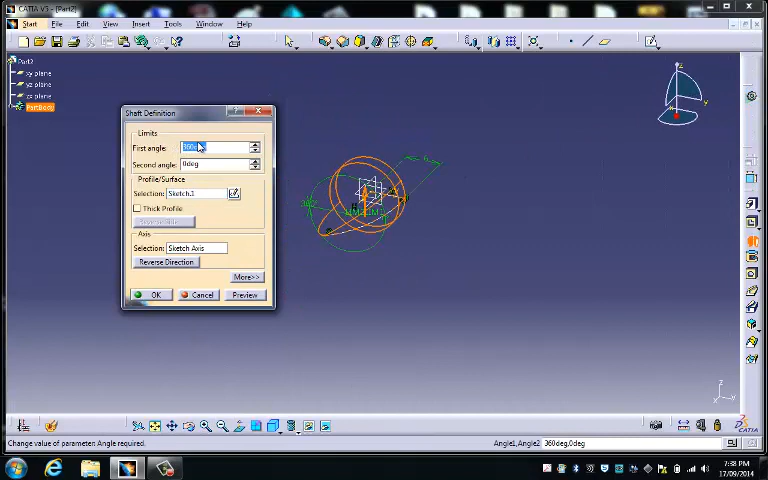 CATIA V5 - [Part2]
Start File Edit View Insert Tools Window Help
Part2
xy plane
yz plane
zx plane
PartBody
Shaft Definition
Limits
First angle: 360deg
Second angle: 0deg
Profile/Surface
Selection: Sketch.1
Thick Profile
Axis
Selection: Sketch Axis
Reverse Direction
More>>
OK Cancel Preview
z
y
x
z
y
Change value of parameter: Angle required. Angle1,Angle2 360deg,0deg
7:38 PM
17/09/2014